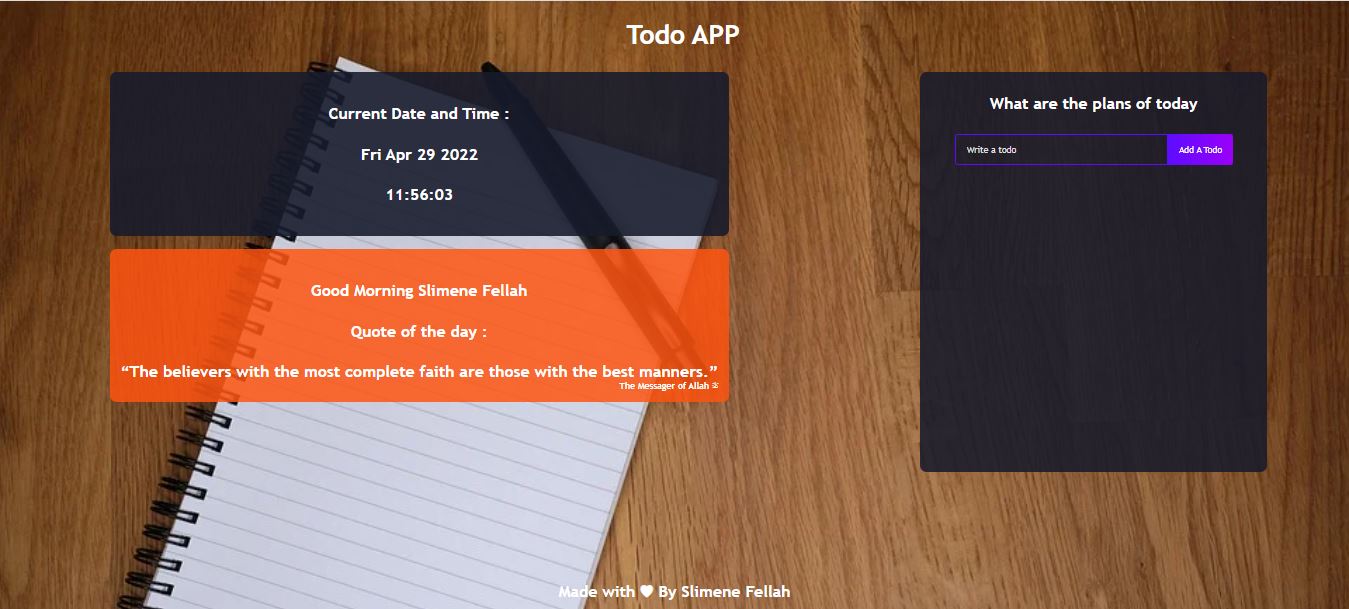 Todo APP
Current Date and Time :
Fri Apr 29 2022
11:56:03
Good Morning Slimene Fellah
Quote of the day :
“The believers with the most complete faith are those with the best manners.”
The Messager of Allah ﷺ
What are the plans of today
Write a todo
Add A Todo
Made with ♥ By Slimene Fellah